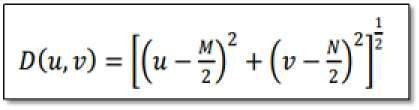 D(u, v) = [(u − M/2)² + (v − N/2)²]^{1/2}